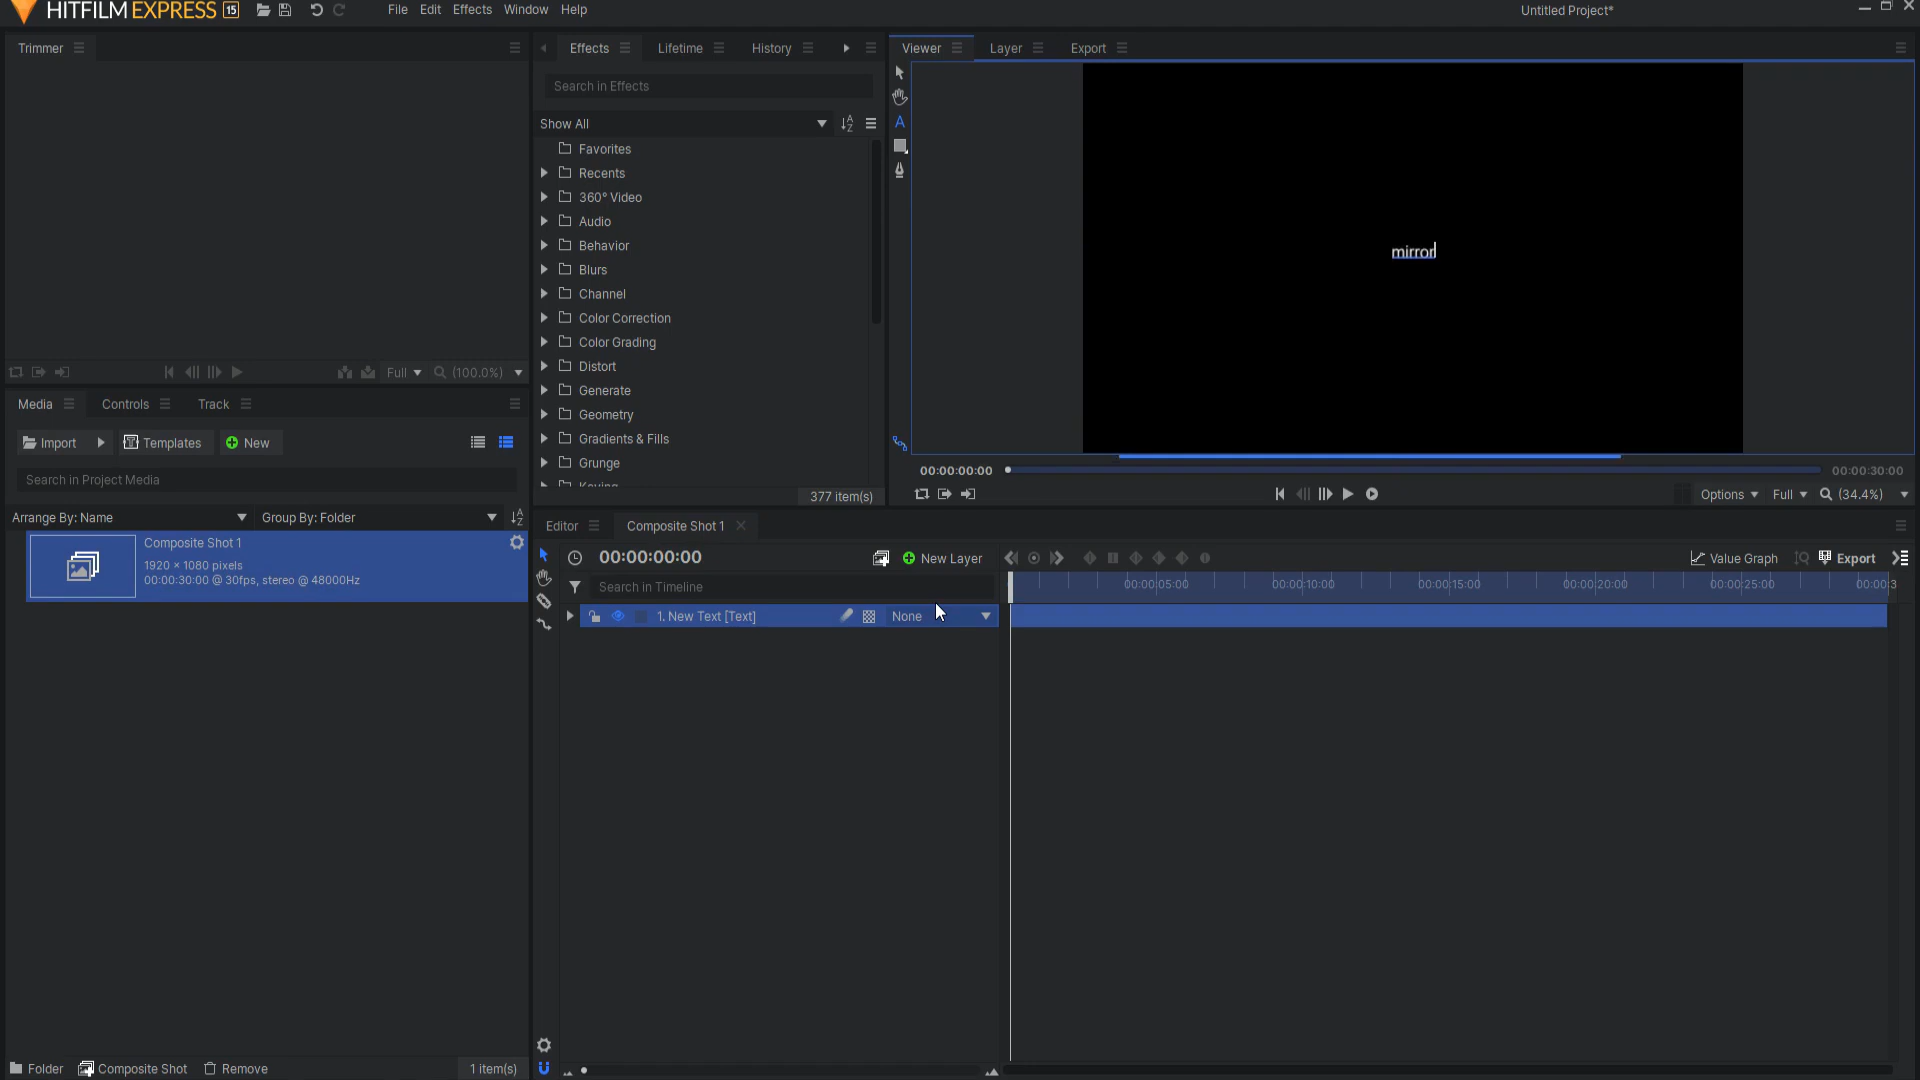 HITFILM EXPRESS 15
File Edit Effects Window Help
Untitled Project*
Trimmer
Effects Lifetime History
Viewer Layer Export
Search in Effects
Show All
Favorites
Recents
360° Video
Audio
Behavior
Blurs
Channel
Color Correction
Color Grading
Distort
Generate
Geometry
Gradients & Fills
Grunge
Keying
377 item(s)
A
mirror
Full (100.0%)
00:00:00:00
00:00:30:00
Options Full (34.4%)
Media Controls Track
Import Templates New
Search in Project Media
Arrange By: Name
Group By: Folder
Composite Shot 1
1920 × 1080 pixels
00:00:30:00 @ 30fps, stereo @ 48000Hz
Folder Composite Shot Remove 1 item(s)
Editor Composite Shot 1
00:00:00:00
New Layer
Value Graph
Export
Search in Timeline
00:00:05:00 00:00:10:00 00:00:15:00 00:00:20:00 00:00:25:00 00:00:3
1. New Text [Text]
None